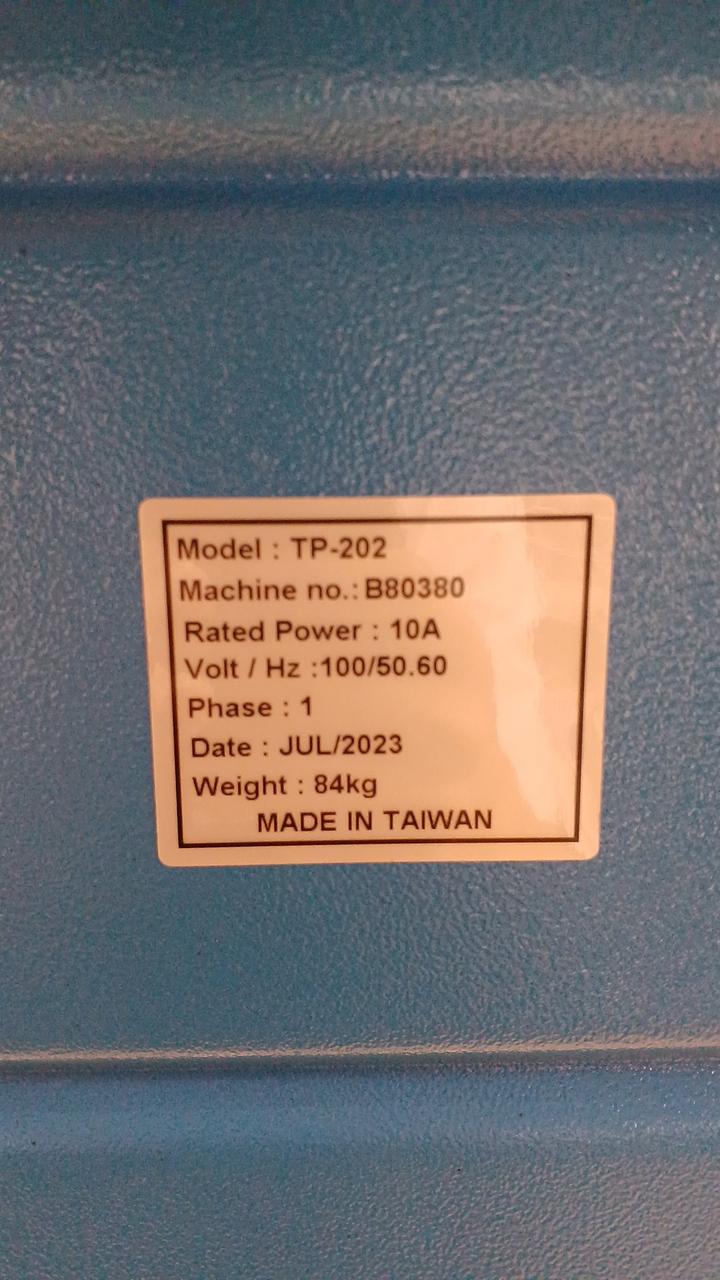 Model : TP-202
Machine no.: B80380
Rated Power : 10A
Volt / Hz :100/50.60
Phase : 1
Date : JUL/2023
Weight : 84kg
MADE IN TAIWAN